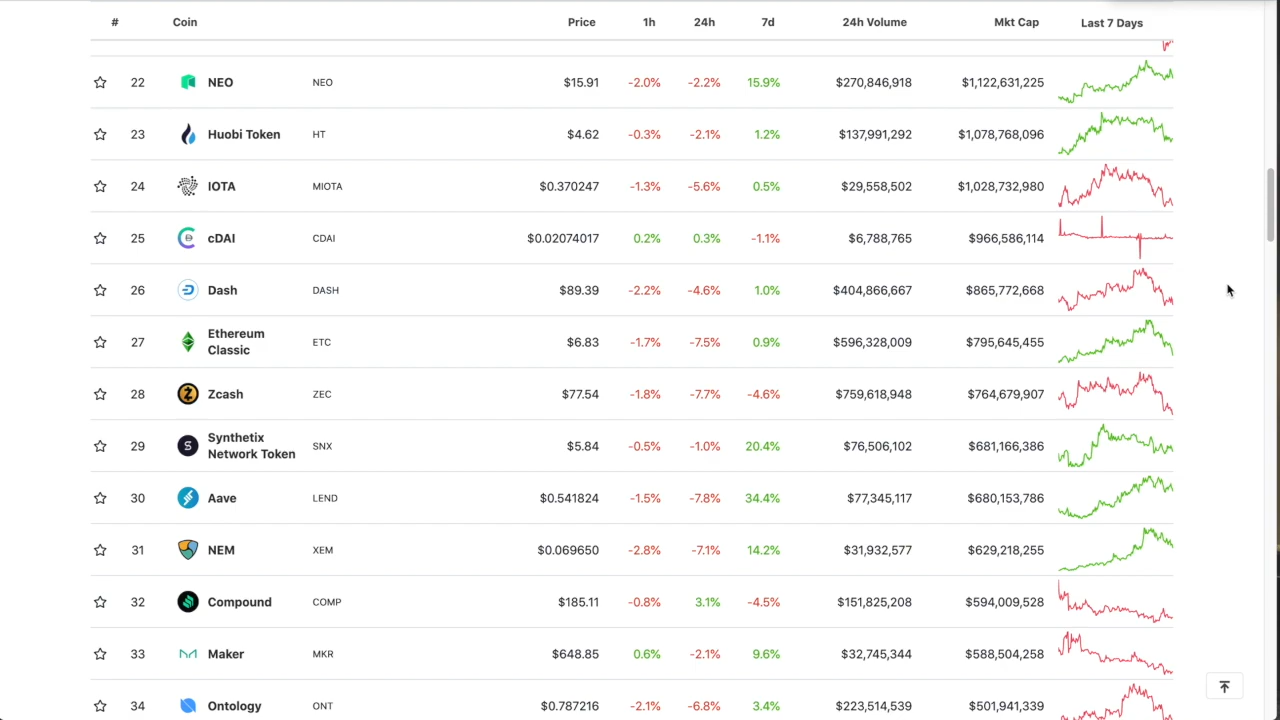 # Coin Price 1h 24h 7d 24h Volume Mkt Cap Last 7 Days
22 NEO NEO $15.91 -2.0% -2.2% 15.9% $270,846,918 $1,122,631,225
23 Huobi Token HT $4.62 -0.3% -2.1% 1.2% $137,991,292 $1,078,768,096
24 IOTA MIOTA $0.370247 -1.3% -5.6% 0.5% $29,558,502 $1,028,732,980
25 cDAI CDAI $0.02074017 0.2% 0.3% -1.1% $6,788,765 $966,586,114
26 Dash DASH $89.39 -2.2% -4.6% 1.0% $404,866,667 $865,772,668
27 Ethereum Classic ETC $6.83 -1.7% -7.5% 0.9% $596,328,009 $795,645,455
28 Zcash ZEC $77.54 -1.8% -7.7% -4.6% $759,618,948 $764,679,907
29 Synthetix Network Token SNX $5.84 -0.5% -1.0% 20.4% $76,506,102 $681,166,386
30 Aave LEND $0.541824 -1.5% -7.8% 34.4% $77,345,117 $680,153,786
31 NEM XEM $0.069650 -2.8% -7.1% 14.2% $31,932,577 $629,218,255
32 Compound COMP $185.11 -0.8% 3.1% -4.5% $151,825,208 $594,009,528
33 Maker MKR $648.85 0.6% -2.1% 9.6% $32,745,344 $588,504,258
34 Ontology ONT $0.787216 -2.1% -6.8% 3.4% $223,514,539 $501,941,339